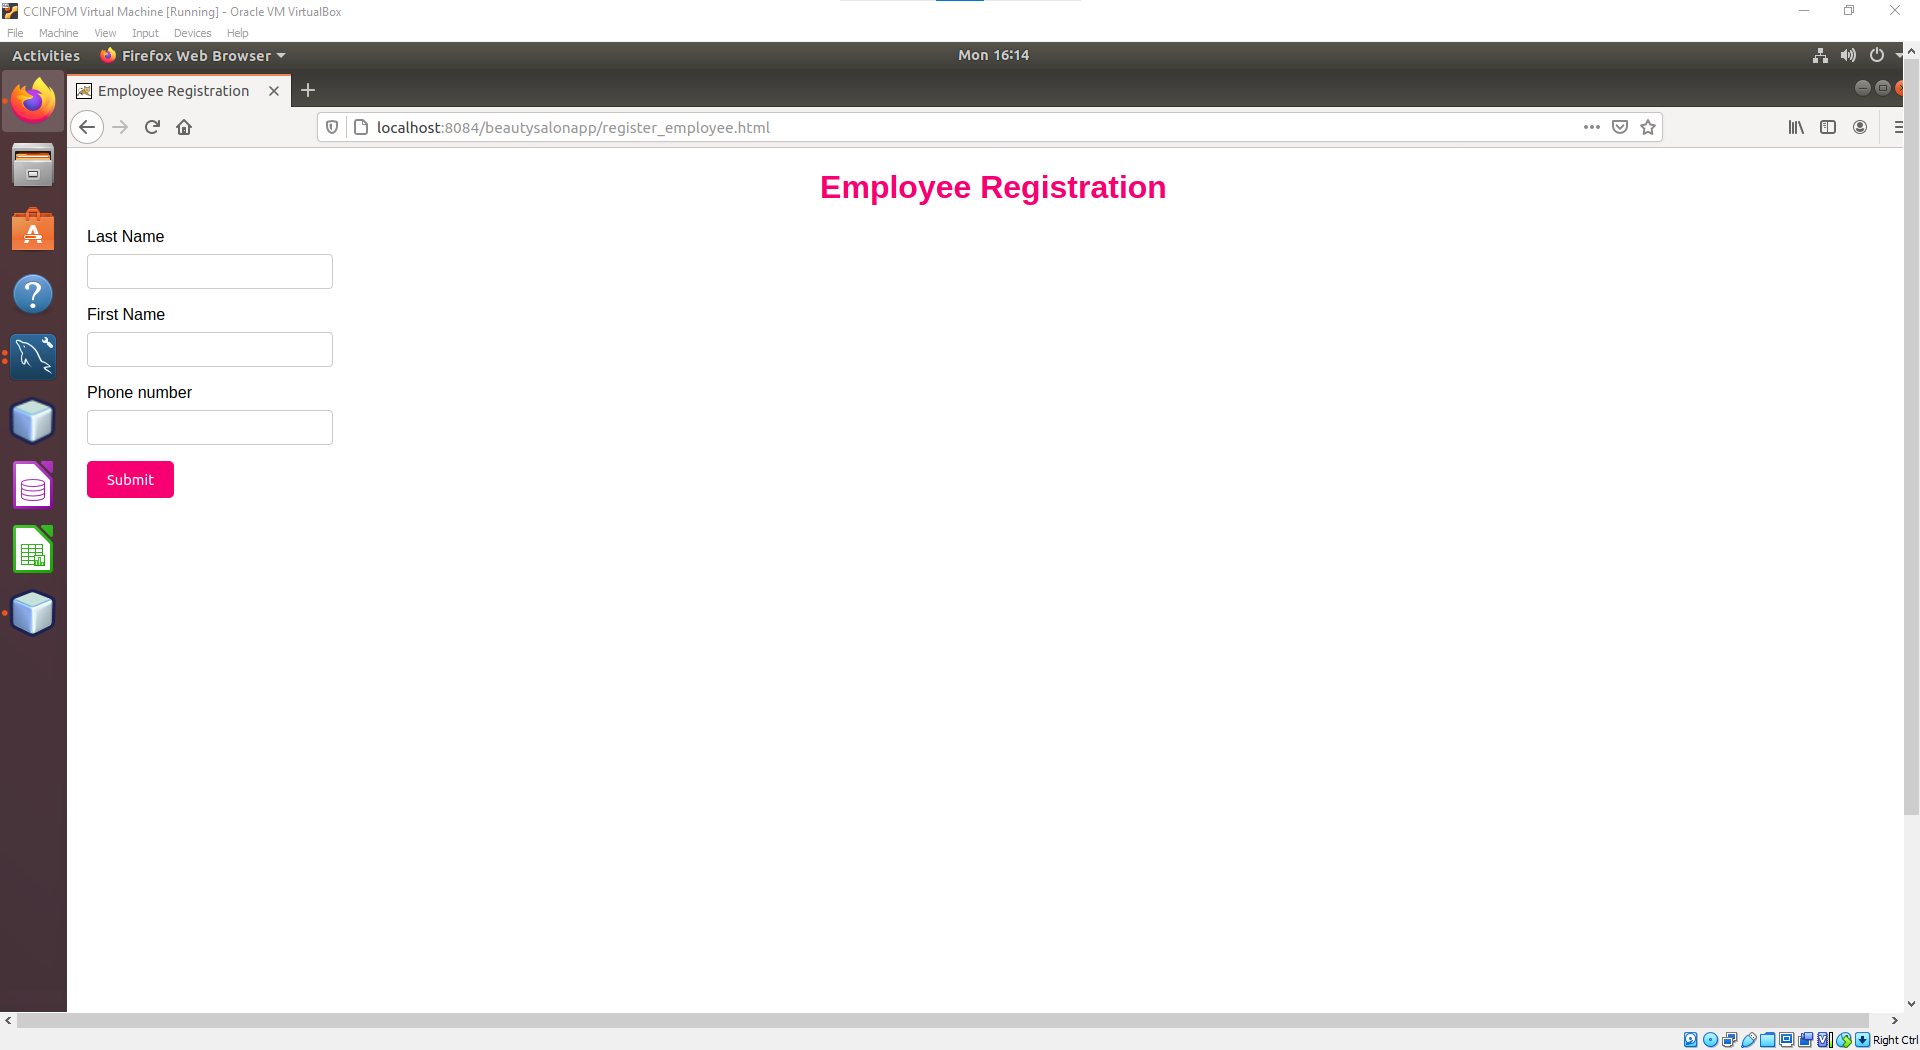 CCINFOM Virtual Machine [Running] - Oracle VM VirtualBox
File Machine View Input Devices Help
Activities Firefox Web Browser Mon 16:14
Employee Registration
localhost:8084/beautysalonapp/register_employee.html
Employee Registration
Last Name
First Name
Phone number
Submit
Right Ctrl